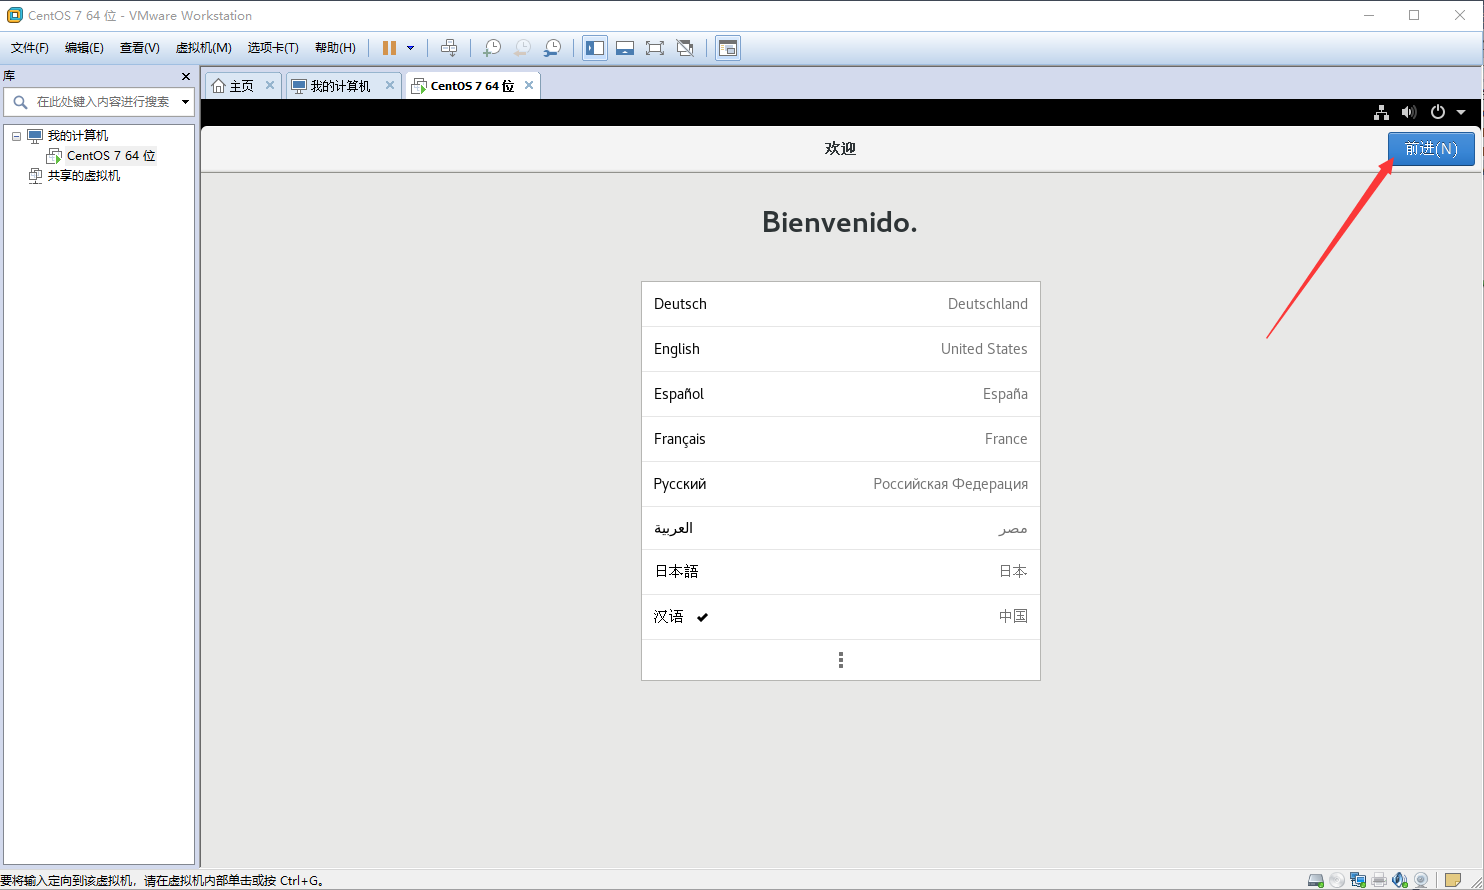 CentOS 7 64 位 - VMware Workstation
文件(F) 编辑(E) 查看(V) 虚拟机(M) 选项卡(T) 帮助(H)
库
在此处键入内容进行搜索
我的计算机
CentOS 7 64 位
共享的虚拟机
主页 我的计算机 CentOS 7 64 位
欢迎 前进(N)
Bienvenido.
Deutsch Deutschland
English United States
Español España
Français France
Русский Российская Федерация
العربية مصر
日本語 日本
汉语 中国
要将输入定向到该虚拟机，请在虚拟机内部单击或按 Ctrl+G。